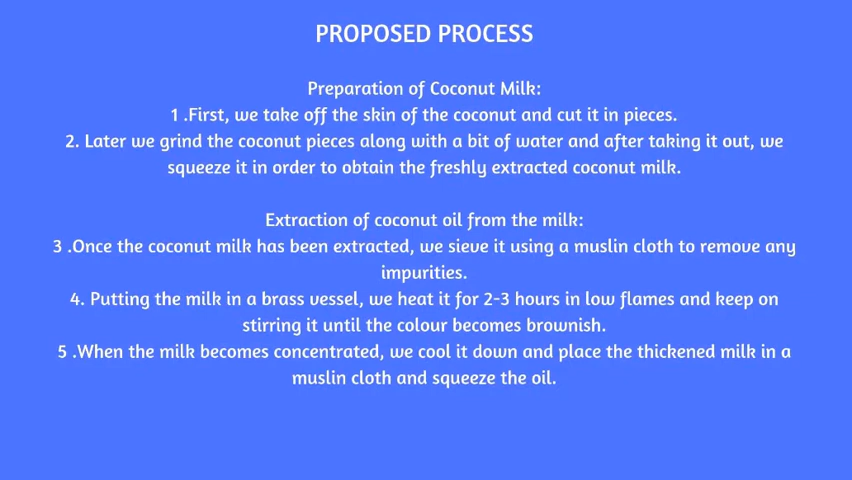 PROPOSED PROCESS
Preparation of Coconut Milk:
1 .First, we take off the skin of the coconut and cut it in pieces.
2. Later we grind the coconut pieces along with a bit of water and after taking it out, we
squeeze it in order to obtain the freshly extracted coconut milk.
Extraction of coconut oil from the milk:
3 .Once the coconut milk has been extracted, we sieve it using a muslin cloth to remove any
impurities.
4. Putting the milk in a brass vessel, we heat it for 2-3 hours in low flames and keep on
stirring it until the colour becomes brownish.
5 .When the milk becomes concentrated, we cool it down and place the thickened milk in a
muslin cloth and squeeze the oil.